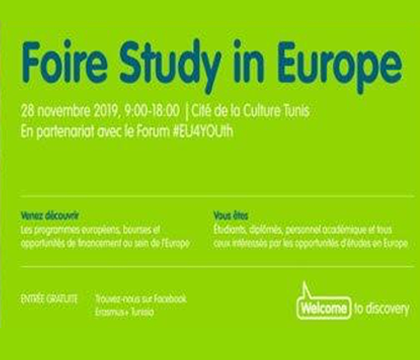 Foire Study in Europe
28 novembre 2019, 9:00-18:00 | Cité de la Culture Tunis
En partenariat avec le Forum #EU4YOUth
Venez découvrir
Les programmes européens, bourses et
opportunités de financement au sein de l'Europe
Vous êtes
Étudiants, diplômés, personnel académique et tous
ceux intéressés par les opportunités d'études en Europe
ENTRÉE GRATUITE
Trouvez-nous sur Facebook
Erasmus+ Tunisia
Welcome to discovery